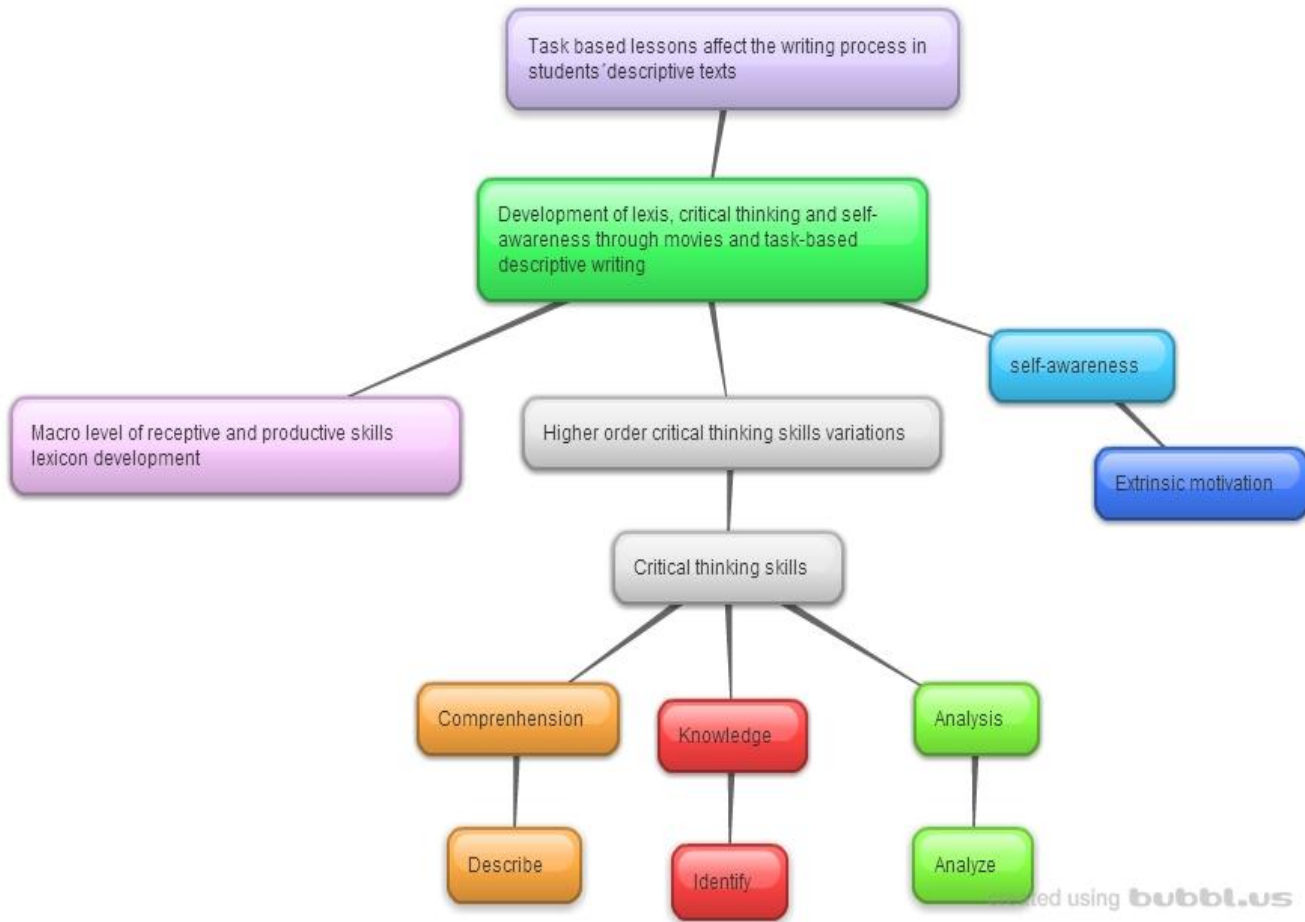 Task based lessons affect the writing process in
students´descriptive texts
Development of lexis, critical thinking and self-
awareness through movies and task-based
descriptive writing
self-awareness
Macro level of receptive and productive skills
lexicon development
Higher order critical thinking skills variations
Extrinsic motivation
Critical thinking skills
Comprenhension
Knowledge
Analysis
Describe
Identify
Analyze
created using bubbl.us